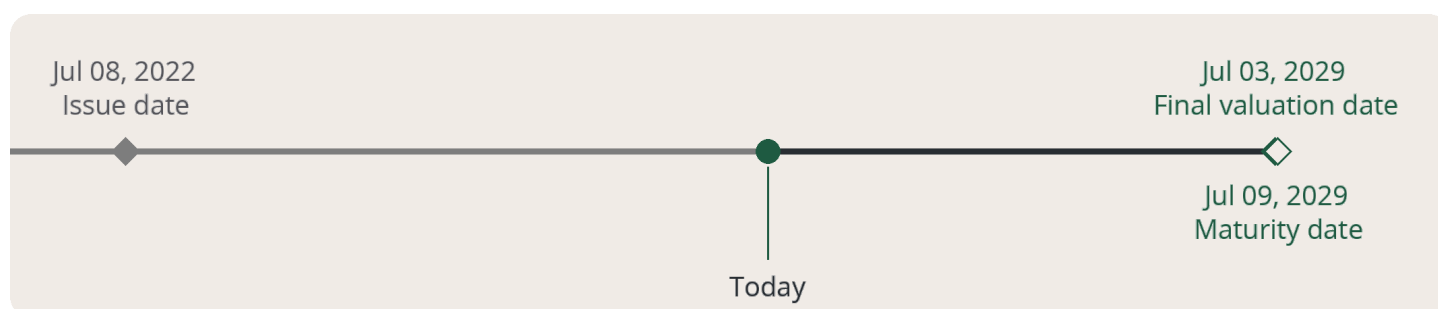 Jul 08, 2022
Issue date
Jul 03, 2029
Final valuation date
Jul 09, 2029
Maturity date
Today